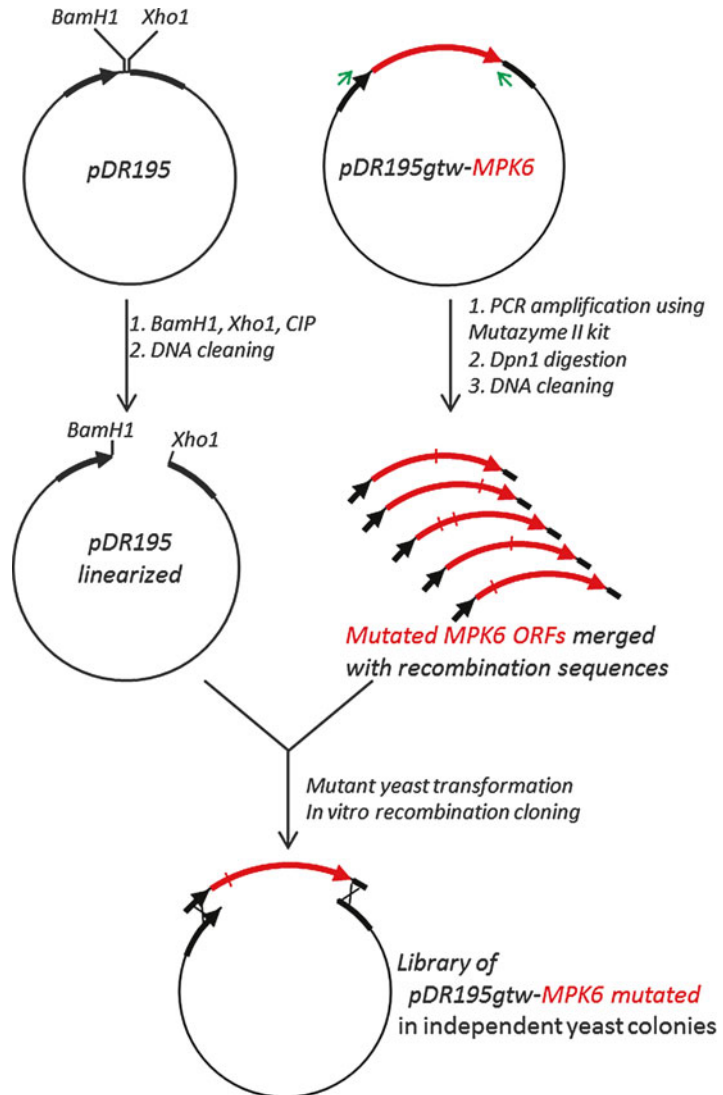 BamH1 Xho1
pDR195
pDR195gtw-MPK6
1. BamH1, Xho1, CIP
2. DNA cleaning
1. PCR amplification using
Mutazyme II kit
2. Dpn1 digestion
3. DNA cleaning
BamH1
Xho1
pDR195
linearized
Mutated MPK6 ORFs merged
with recombination sequences
Mutant yeast transformation
In vitro recombination cloning
Library of
pDR195gtw-MPK6 mutated
in independent yeast colonies